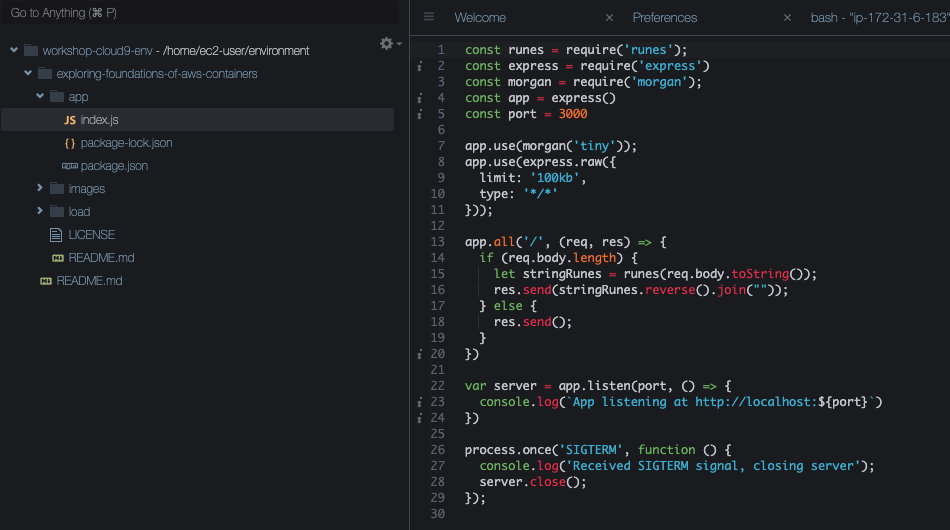 Go to Anything (⌘ P)
workshop-cloud9-env - /home/ec2-user/environment
exploring-foundations-of-aws-containers
app
JS index.js
{ } package-lock.json
npm package.json
images
load
LICENSE
M README.md
M README.md
Welcome × Preferences × bash - "ip-172-31-6-183"
1 const runes = require('runes');
i 2 const express = require('express')
3 const morgan = require('morgan');
i 4 const app = express()
i 5 const port = 3000
6
7 app.use(morgan('tiny'));
8 app.use(express.raw({
9   limit: '100kb',
10   type: '*/*'
11 }));
12
13 app.all('/', (req, res) => {
14   if (req.body.length) {
15     let stringRunes = runes(req.body.toString());
16     res.send(stringRunes.reverse().join(""));
17   } else {
18     res.send();
19   }
i 20 })
21
22 var server = app.listen(port, () => {
i 23   console.log(`App listening at http://localhost:${port}`)
i 24 })
25
26 process.once('SIGTERM', function () {
27   console.log('Received SIGTERM signal, closing server');
28   server.close();
29 });
30